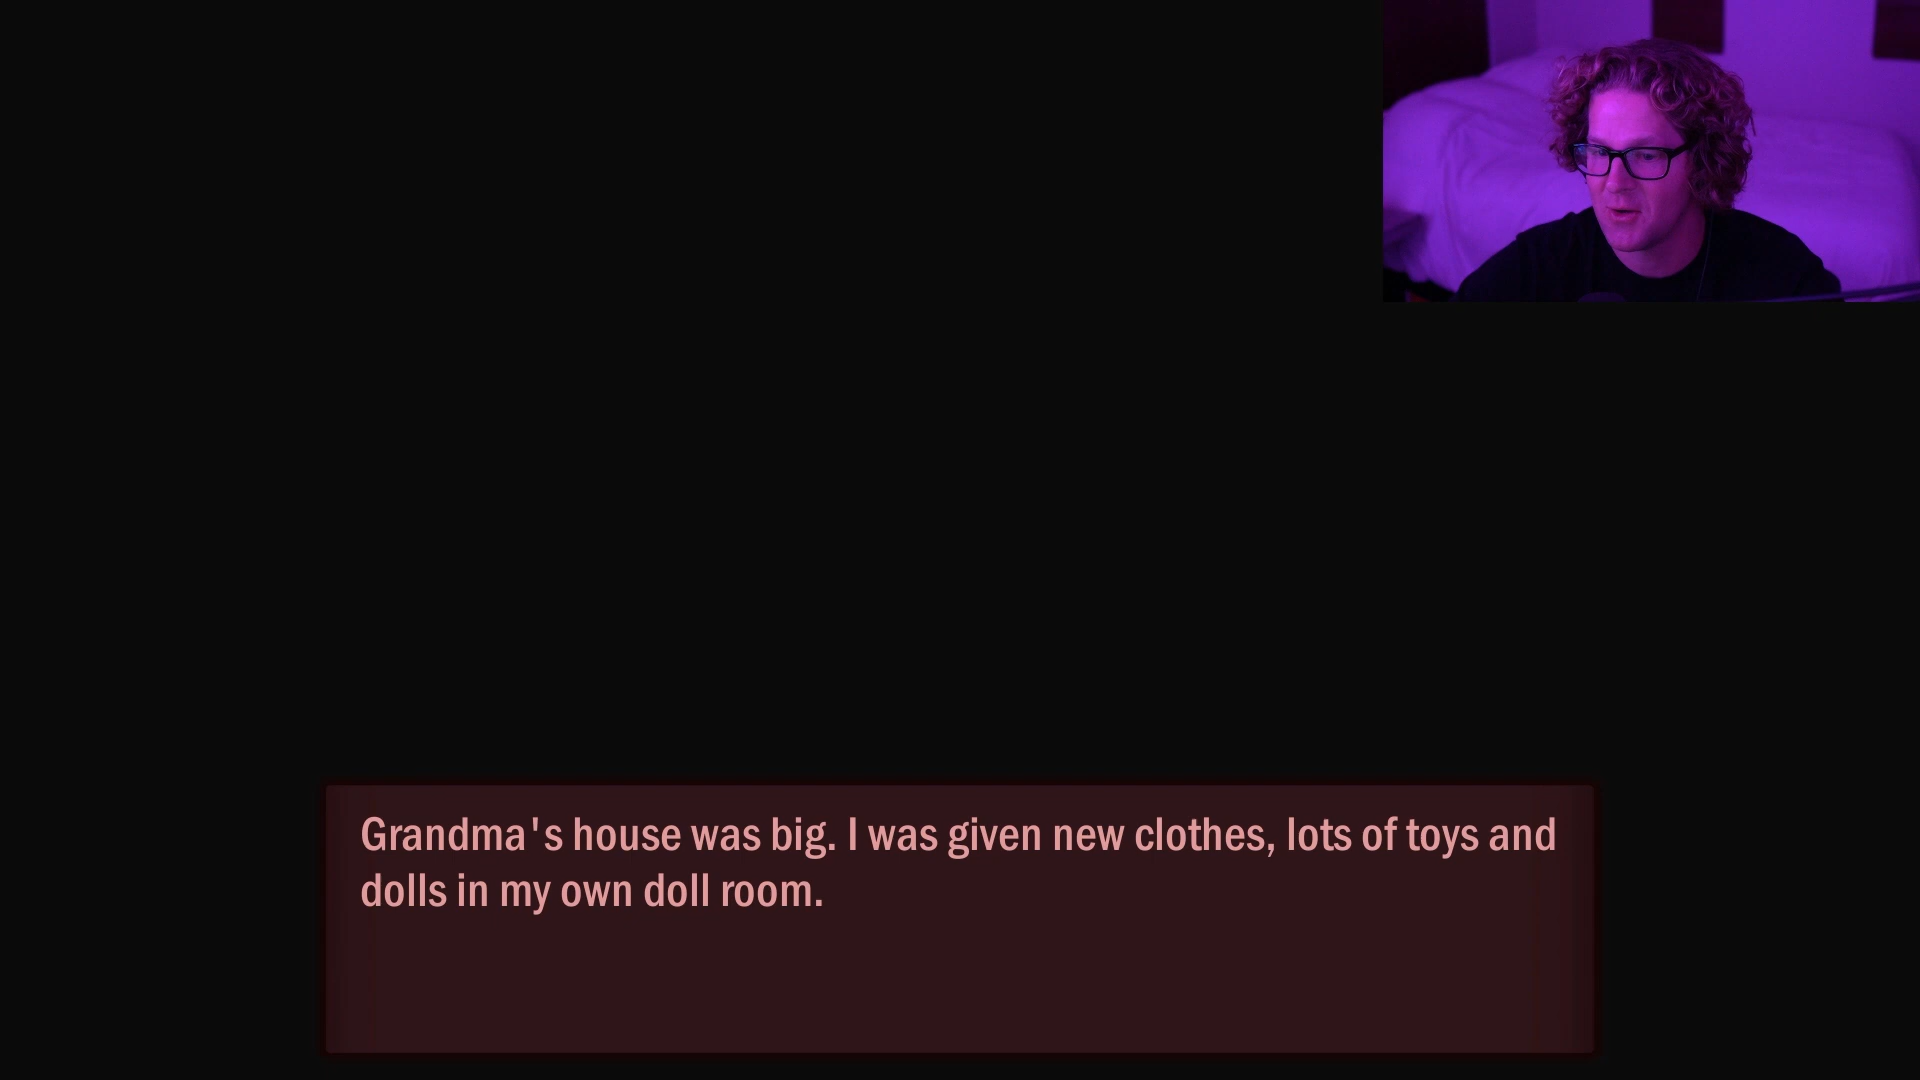 Grandma's house was big. I was given new clothes, lots of toys and
dolls in my own doll room.